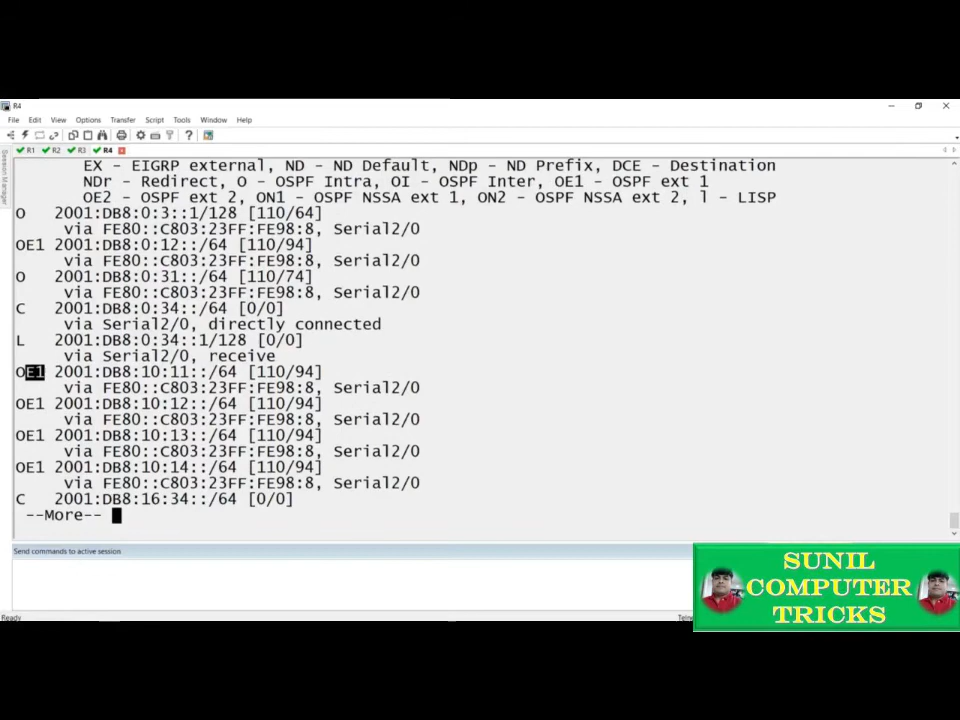 R4
File Edit View Options Transfer Script Tools Window Help
R1 R2 R3 R4
Session Manager
EX - EIGRP external, ND - ND Default, NDp - ND Prefix, DCE - Destination
NDr - Redirect, O - OSPF Intra, OI - OSPF Inter, OE1 - OSPF ext 1
OE2 - OSPF ext 2, ON1 - OSPF NSSA ext 1, ON2 - OSPF NSSA ext 2, l - LISP
O 2001:DB8:0:3::1/128 [110/64]
via FE80::C803:23FF:FE98:8, Serial2/0
OE1 2001:DB8:0:12::/64 [110/94]
via FE80::C803:23FF:FE98:8, Serial2/0
O 2001:DB8:0:31::/64 [110/74]
via FE80::C803:23FF:FE98:8, Serial2/0
C 2001:DB8:0:34::/64 [0/0]
via Serial2/0, directly connected
L 2001:DB8:0:34::1/128 [0/0]
via Serial2/0, receive
OE1 2001:DB8:10:11::/64 [110/94]
via FE80::C803:23FF:FE98:8, Serial2/0
OE1 2001:DB8:10:12::/64 [110/94]
via FE80::C803:23FF:FE98:8, Serial2/0
OE1 2001:DB8:10:13::/64 [110/94]
via FE80::C803:23FF:FE98:8, Serial2/0
OE1 2001:DB8:10:14::/64 [110/94]
via FE80::C803:23FF:FE98:8, Serial2/0
C 2001:DB8:16:34::/64 [0/0]
--More--
Send commands to active session
SUNIL
COMPUTER
TRICKS
Ready